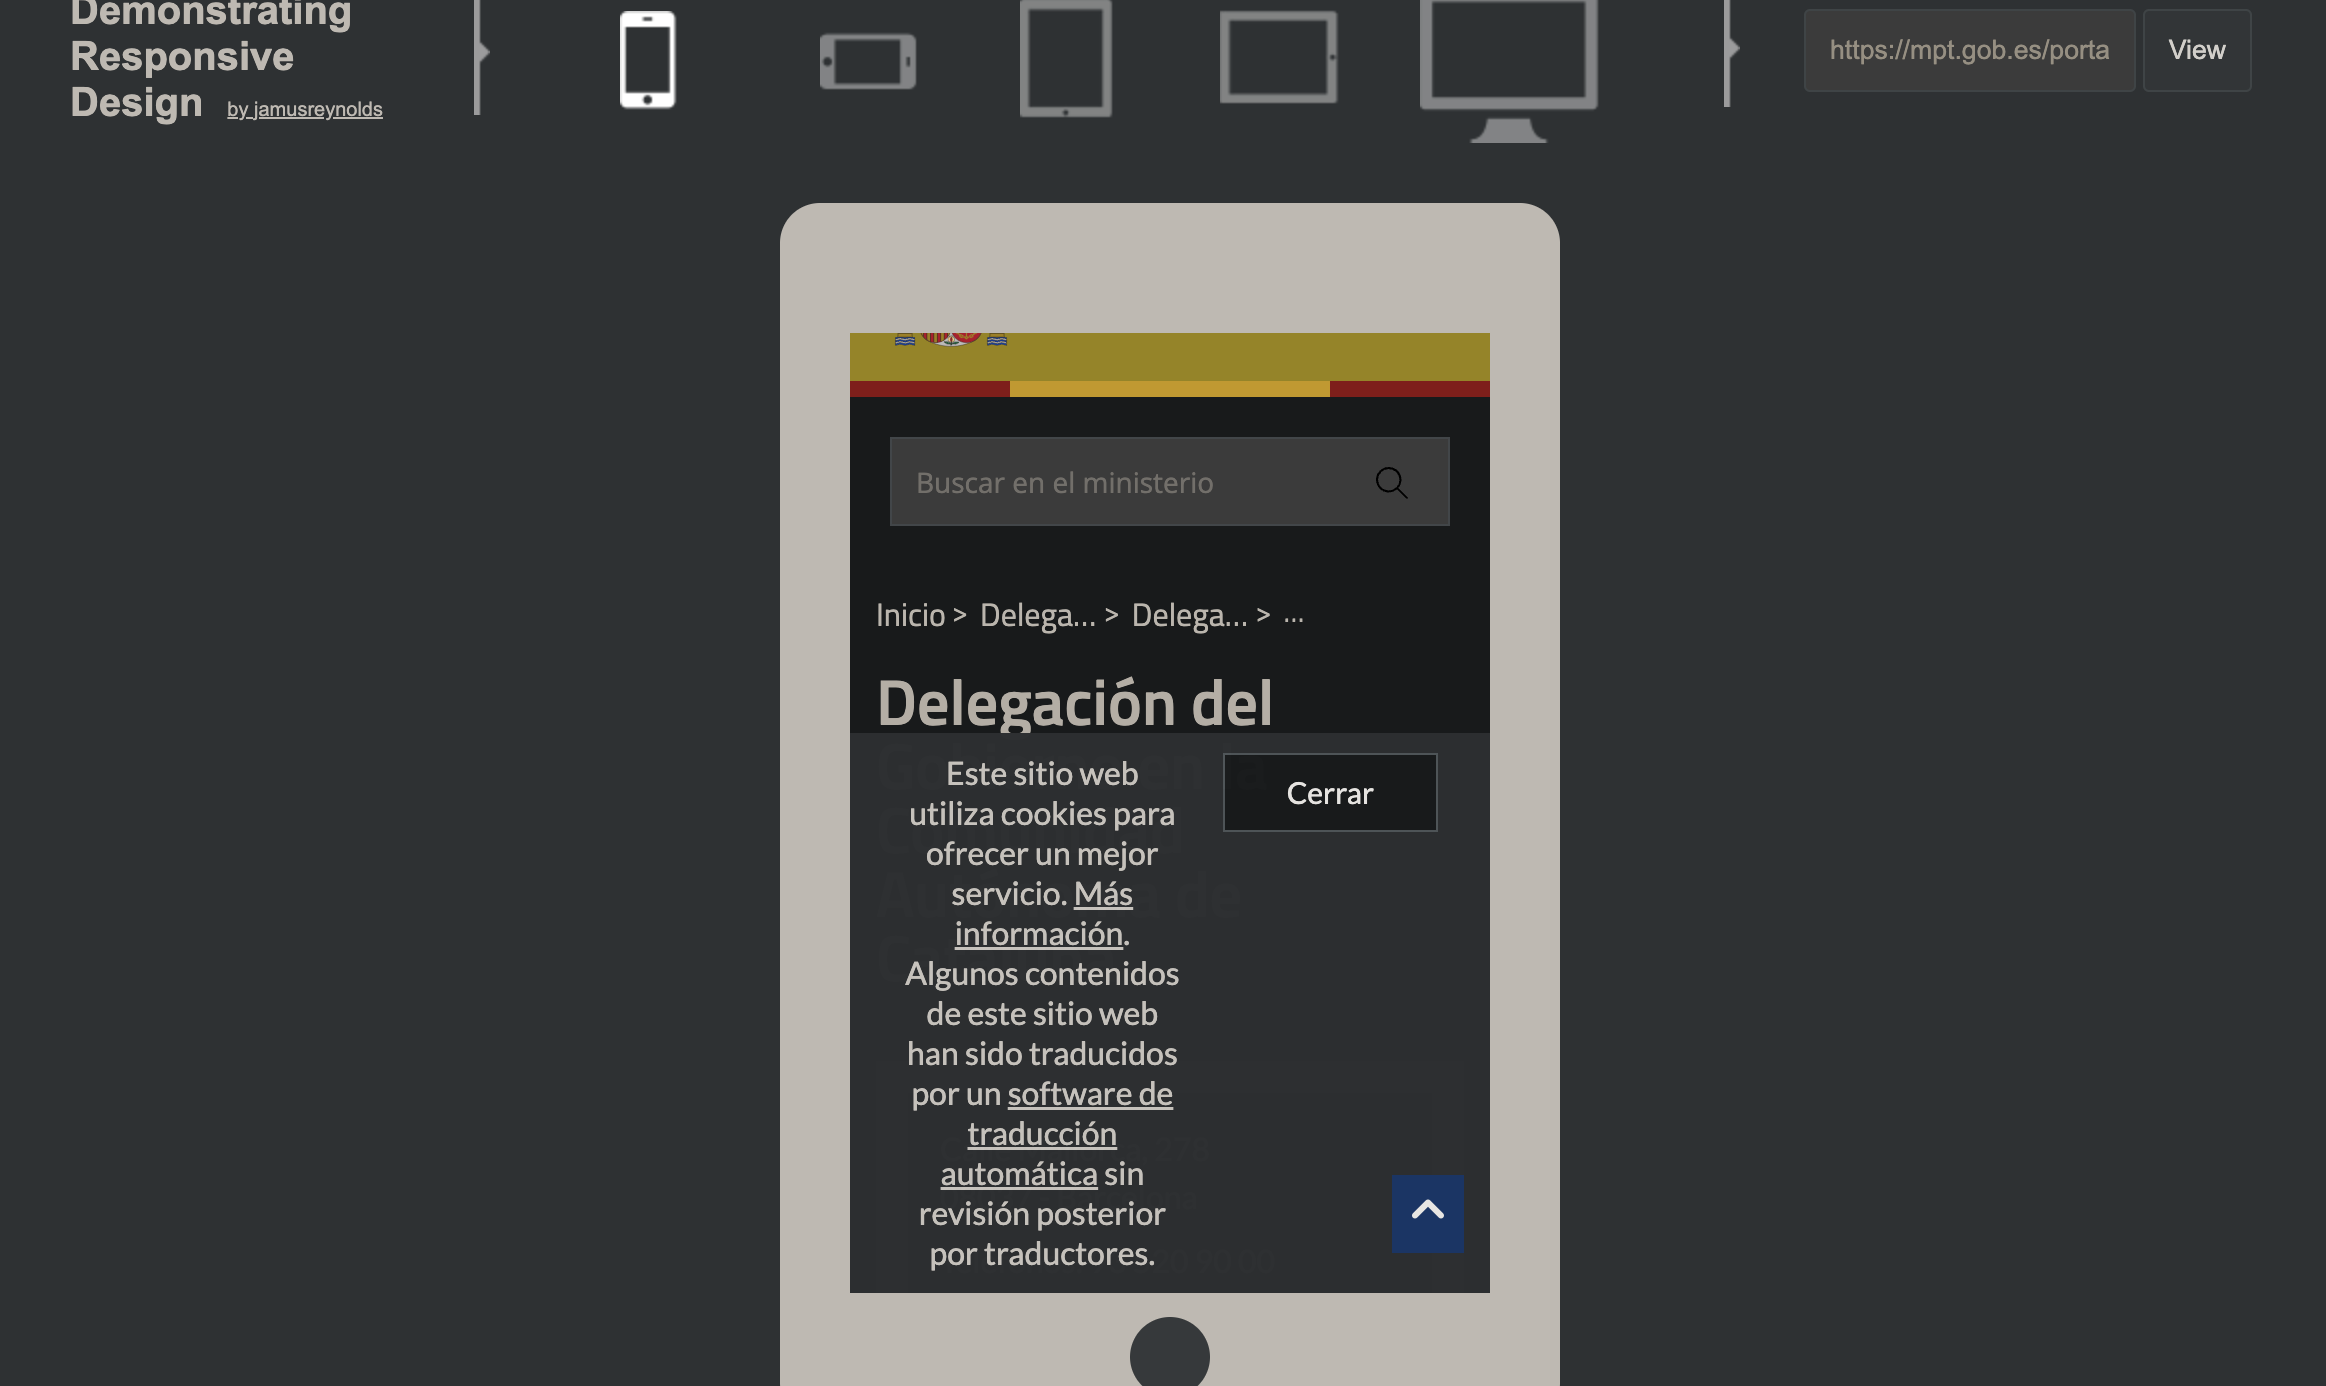 Demonstrating
Responsive
Design by jamusreynolds
https://mpt.gob.es/porta
View
Buscar en el ministerio
Inicio > Delega... > Delega... > ...
Delegación del
Este sitio web
utiliza cookies para
ofrecer un mejor
servicio. Más
información.
Algunos contenidos
de este sitio web
han sido traducidos
por un software de
traducción
automática sin
revisión posterior
por traductores.
Cerrar